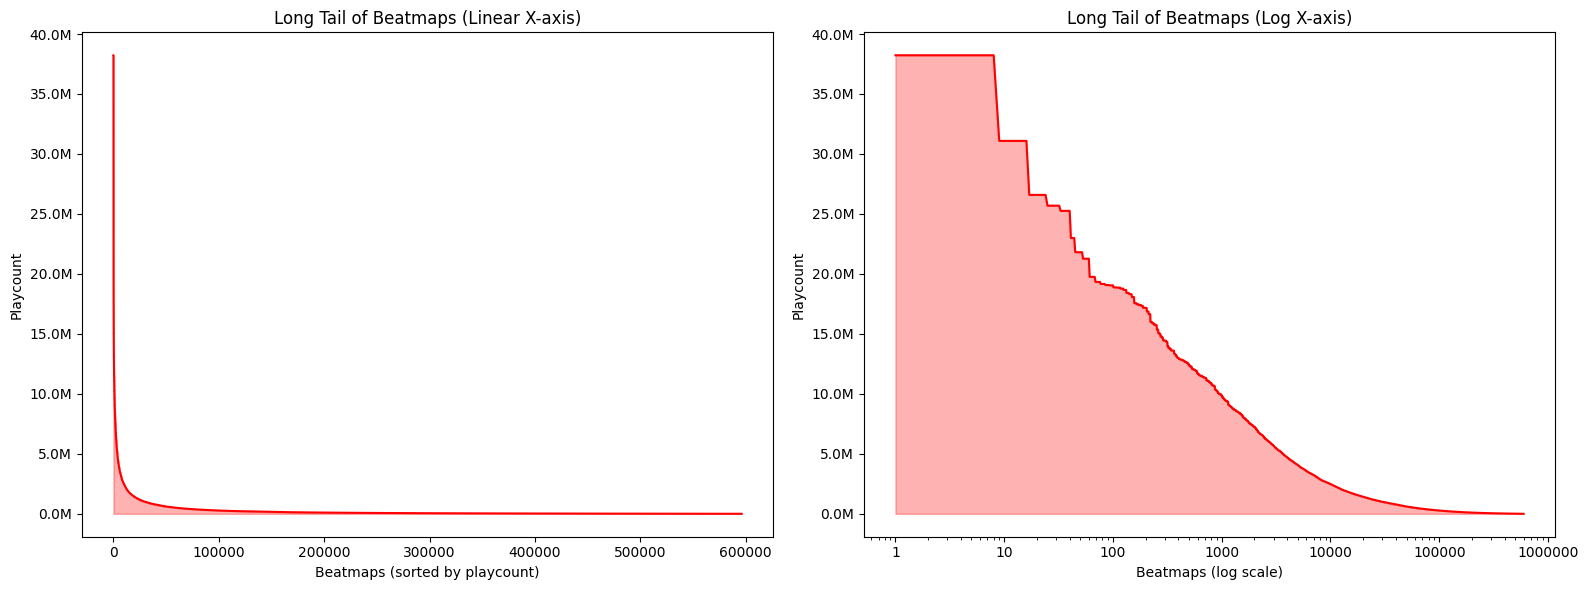 Long Tail of Beatmaps (Linear X-axis)
40.0M
35.0M
30.0M
25.0M
20.0M
15.0M
10.0M
5.0M
0.0M
Playcount
0 100000 200000 300000 400000 500000 600000
Beatmaps (sorted by playcount)
Long Tail of Beatmaps (Log X-axis)
40.0M
35.0M
30.0M
25.0M
20.0M
15.0M
10.0M
5.0M
0.0M
Playcount
1 10 100 1000 10000 100000 1000000
Beatmaps (log scale)